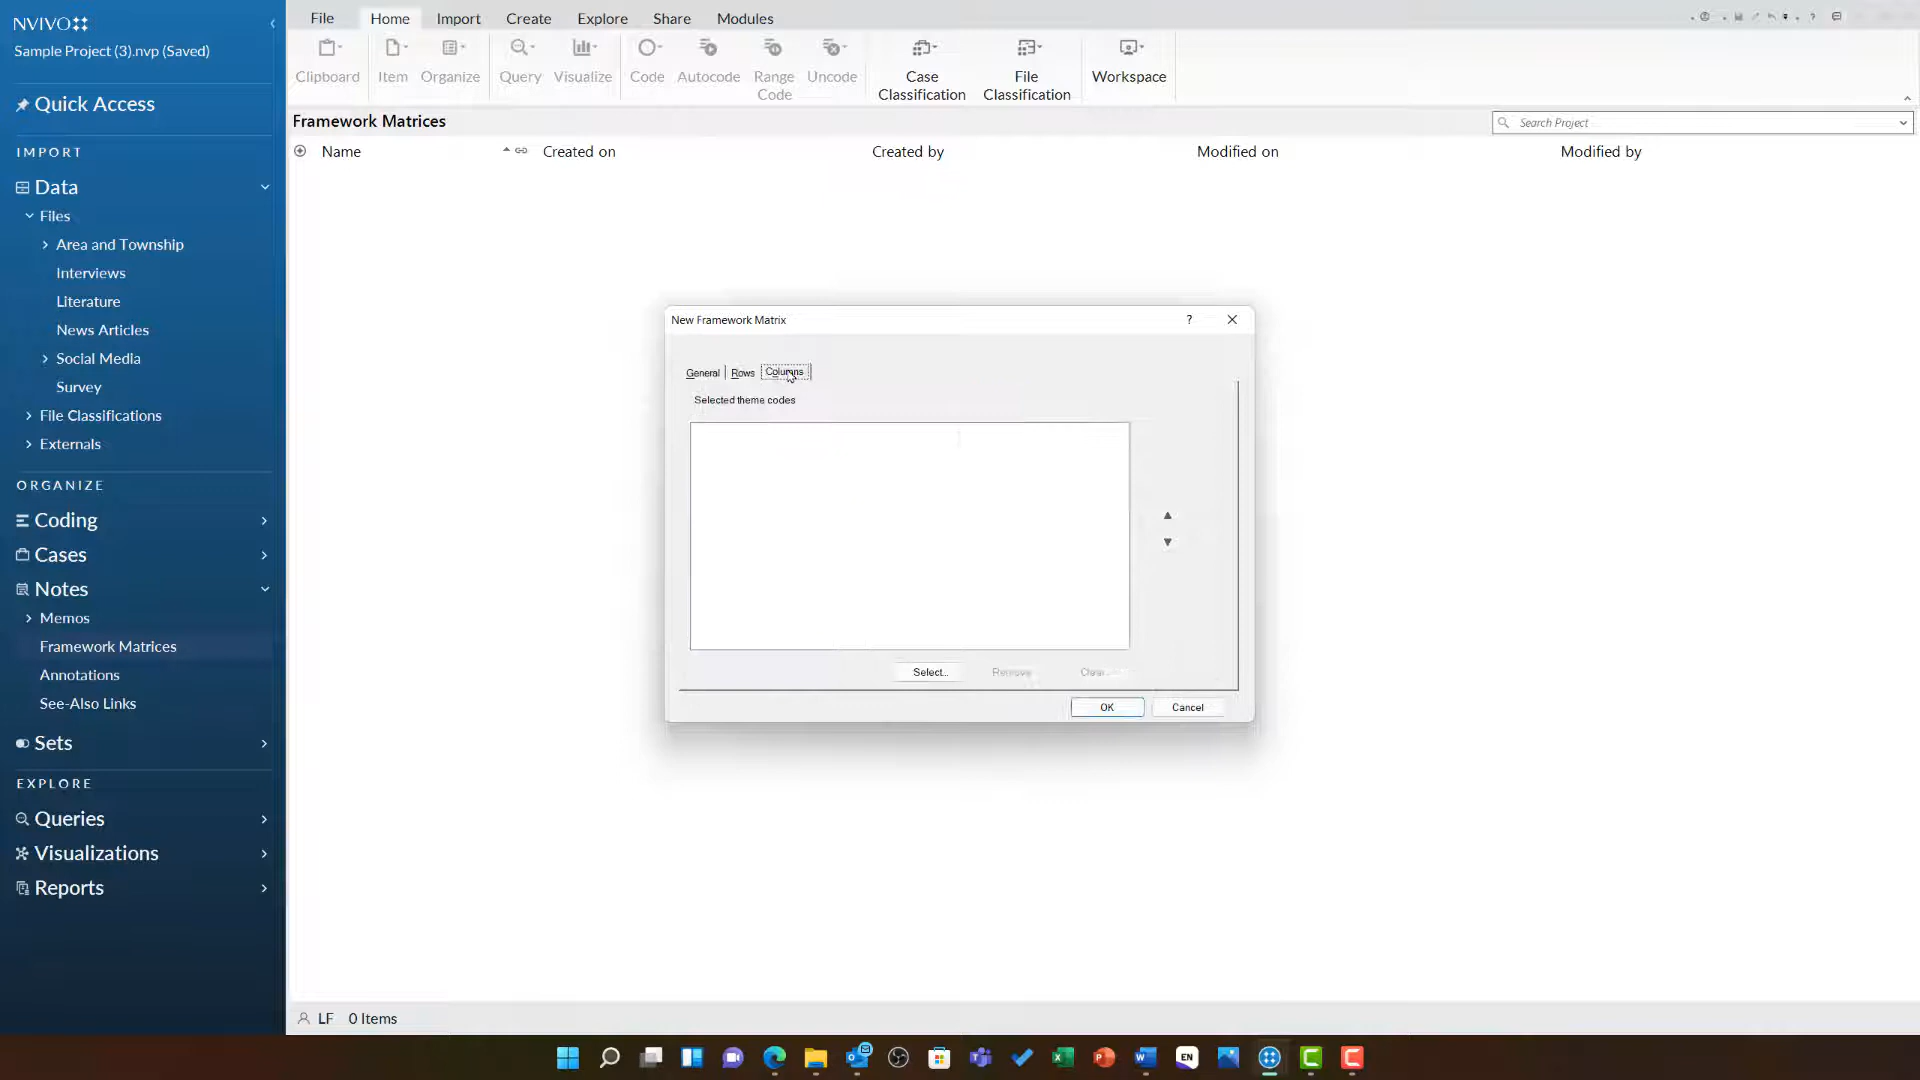 NVIVO
Sample Project (3).nvp (Saved)
Quick Access
IMPORT
Data
Files
Area and Township
Interviews
Literature
News Articles
Social Media
Survey
File Classifications
Externals
ORGANIZE
Coding
Cases
Notes
Memos
Framework Matrices
Annotations
See-Also Links
Sets
EXPLORE
Queries
Visualizations
Reports
File Home Import Create Explore Share Modules
Clipboard Item Organize Query Visualize Code Autocode Range Code Uncode Case Classification File Classification Workspace
Framework Matrices
Search Project
Name Created on Created by Modified on Modified by
New Framework Matrix ?
General Rows Columns
Selected theme codes
Select...
Remove
Clear
OK
Cancel
LF 0 Items
EN